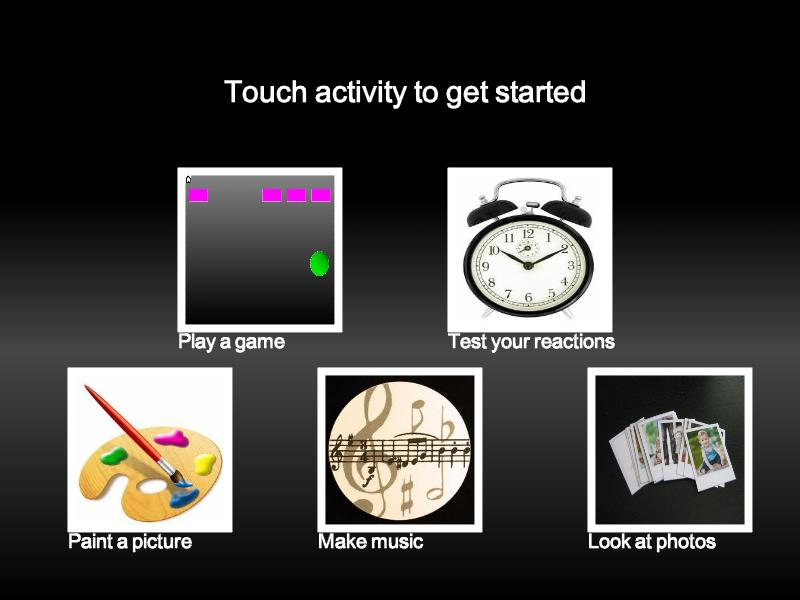 Touch activity to get started
Play a game
Test your reactions
Paint a picture
Make music
Look at photos